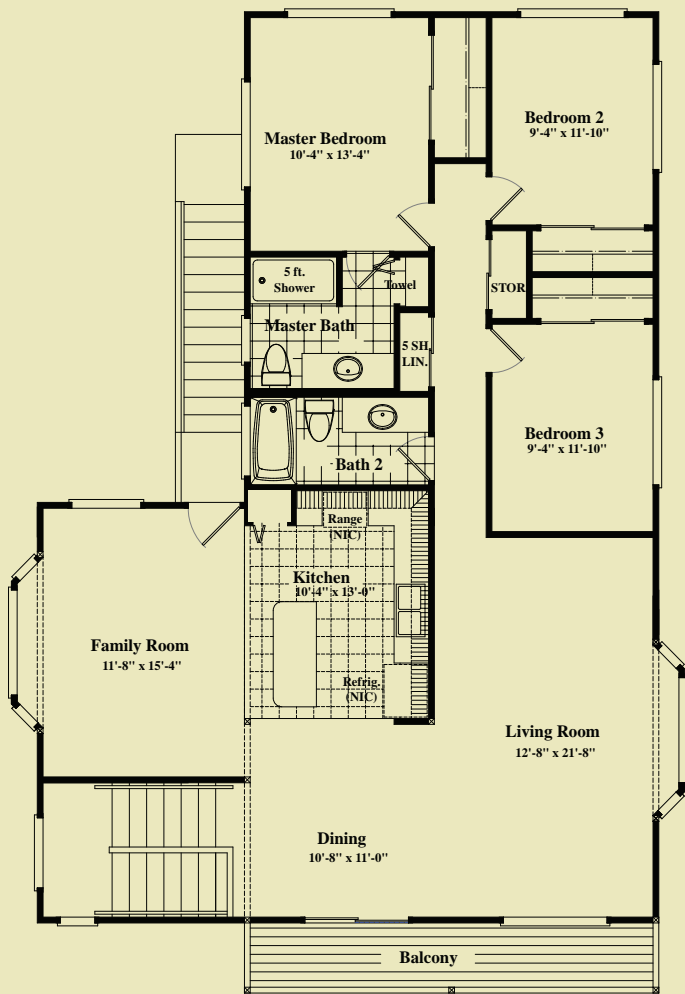 Master Bedroom
10'-4" x 13'-4"
Bedroom 2
9'-4" x 11'-10"
5 ft.
Shower
Towel
STOR
Master Bath
5 SH.
LIN.
Bedroom 3
9'-4" x 11'-10"
Bath 2
Range
(NIC)
Kitchen
10'-4" x 13'-0"
Family Room
11'-8" x 15'-4"
Refrig.
(NIC)
Living Room
12'-8" x 21'-8"
Dining
10'-8" x 11'-0"
Balcony